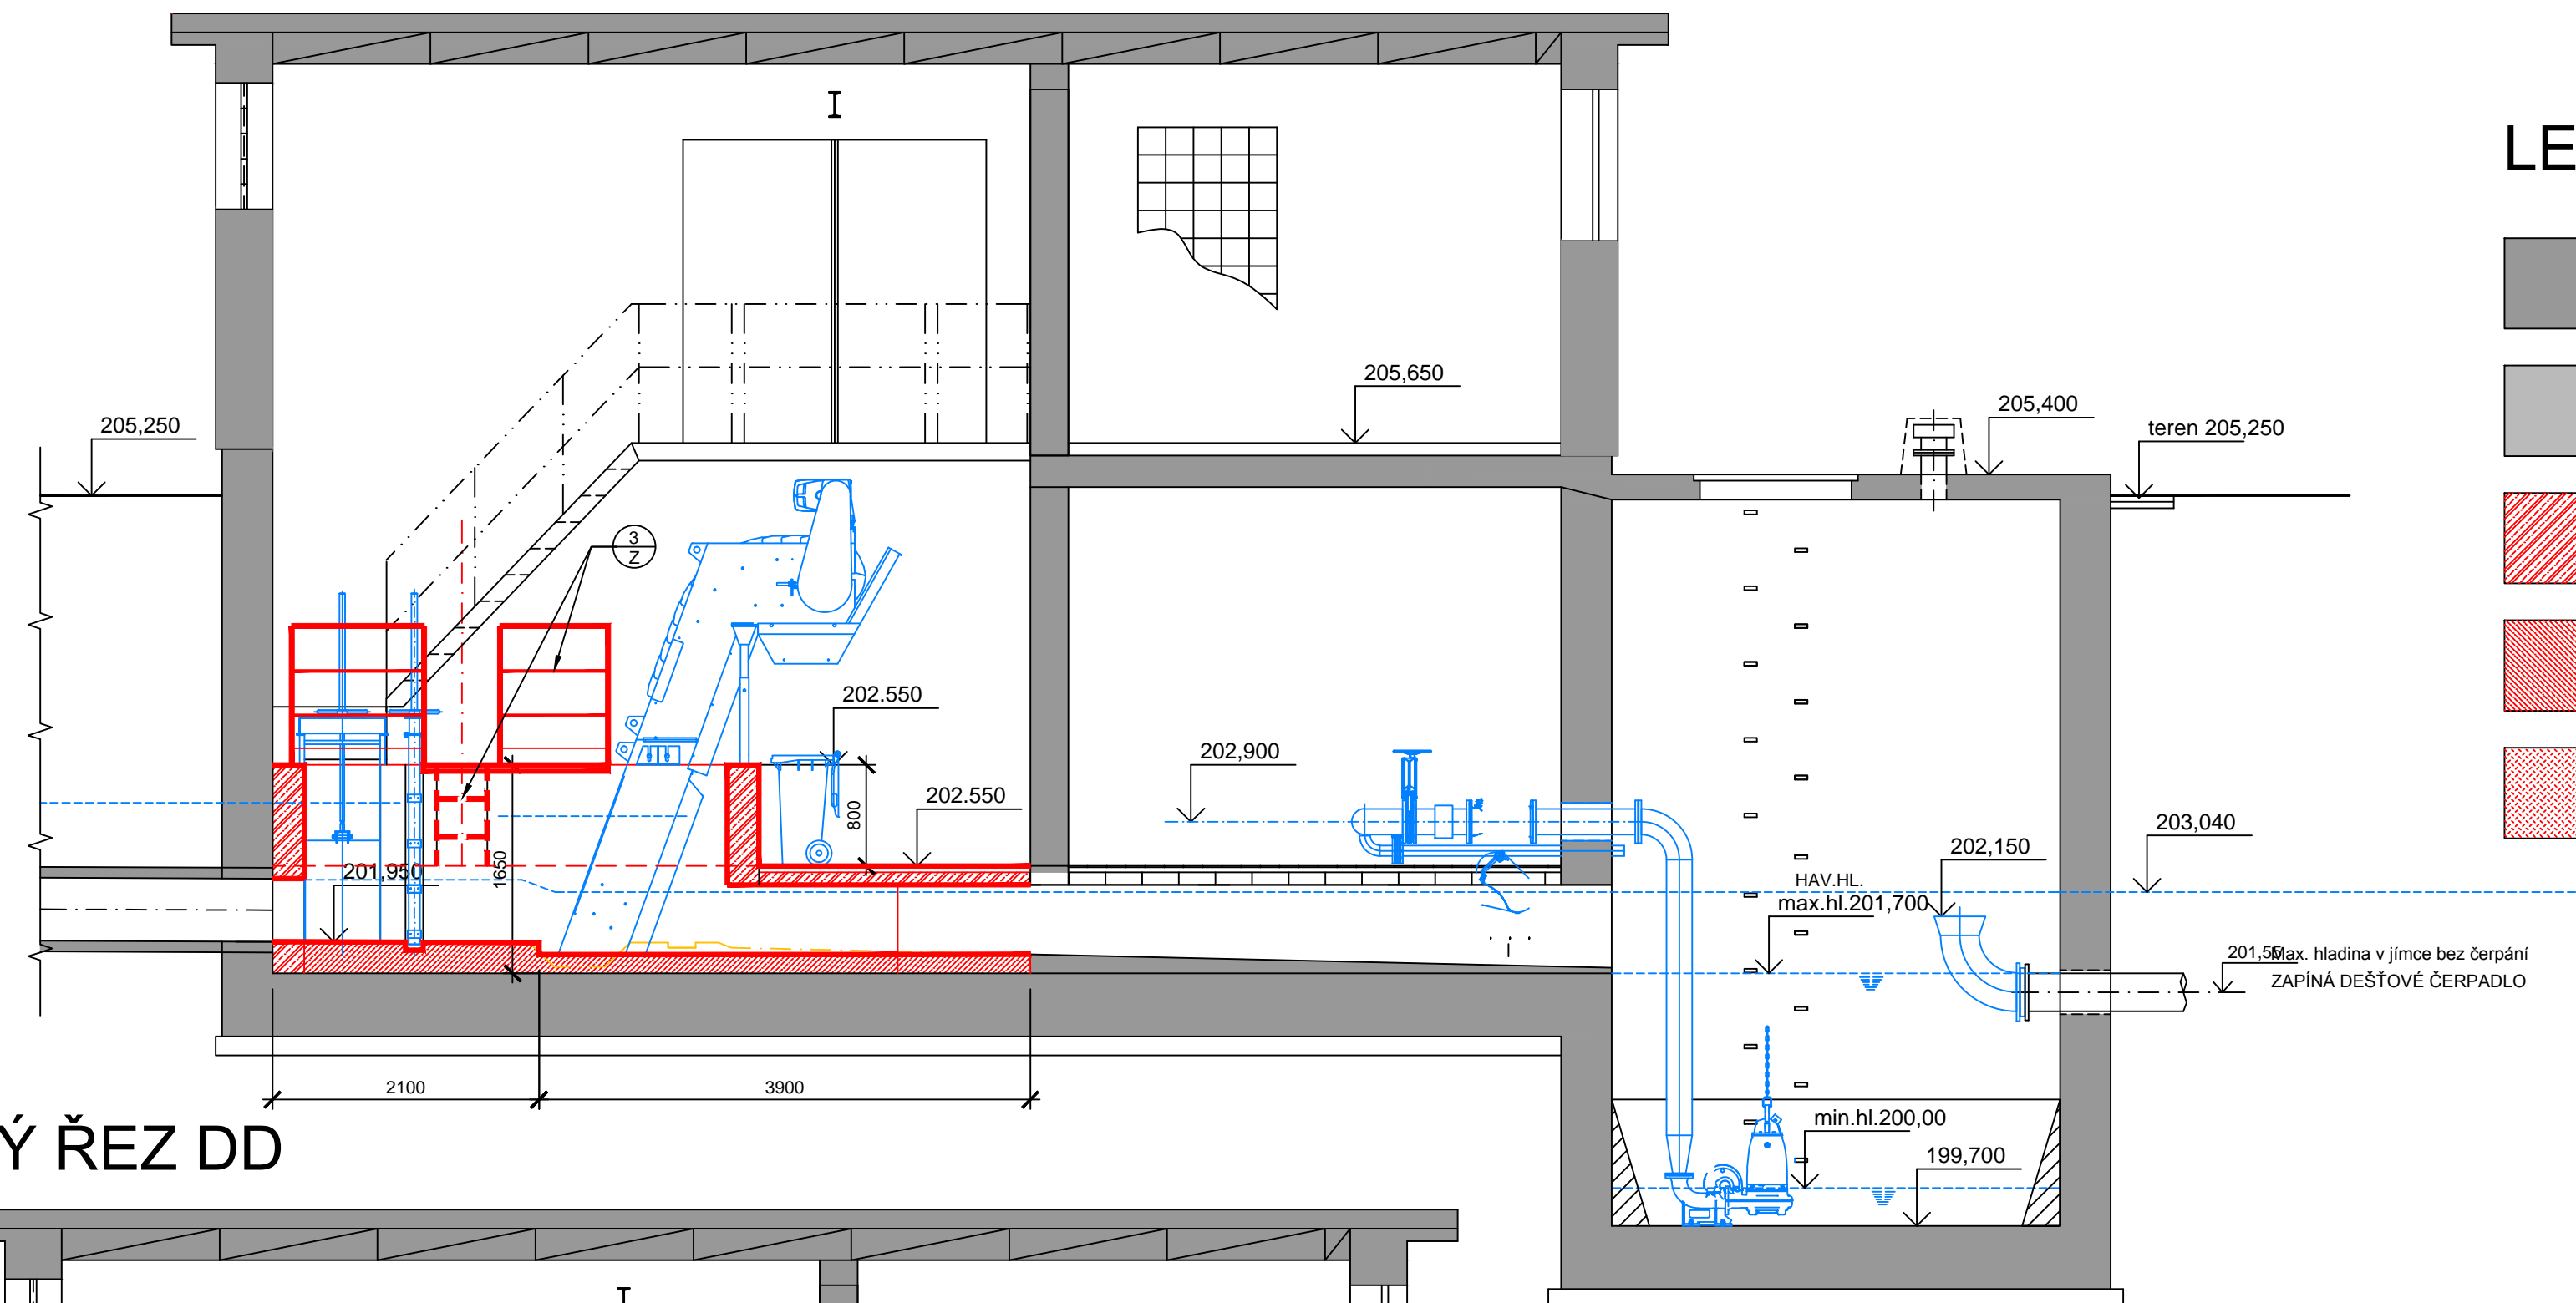 I
LE
205,650
205,250
205,400
teren 205,250
3
Z
202.550
202,900
202.550
800
203,040
202,150
1650
201,950
HAV.HL.
max.hl.201,700
201,55
Max. hladina v jímce bez čerpání
ZAPÍNÁ DEŠŤOVÉ ČERPADLO
2100
3900
min.hl.200,00
199,700
Ý ŘEZ DD
I